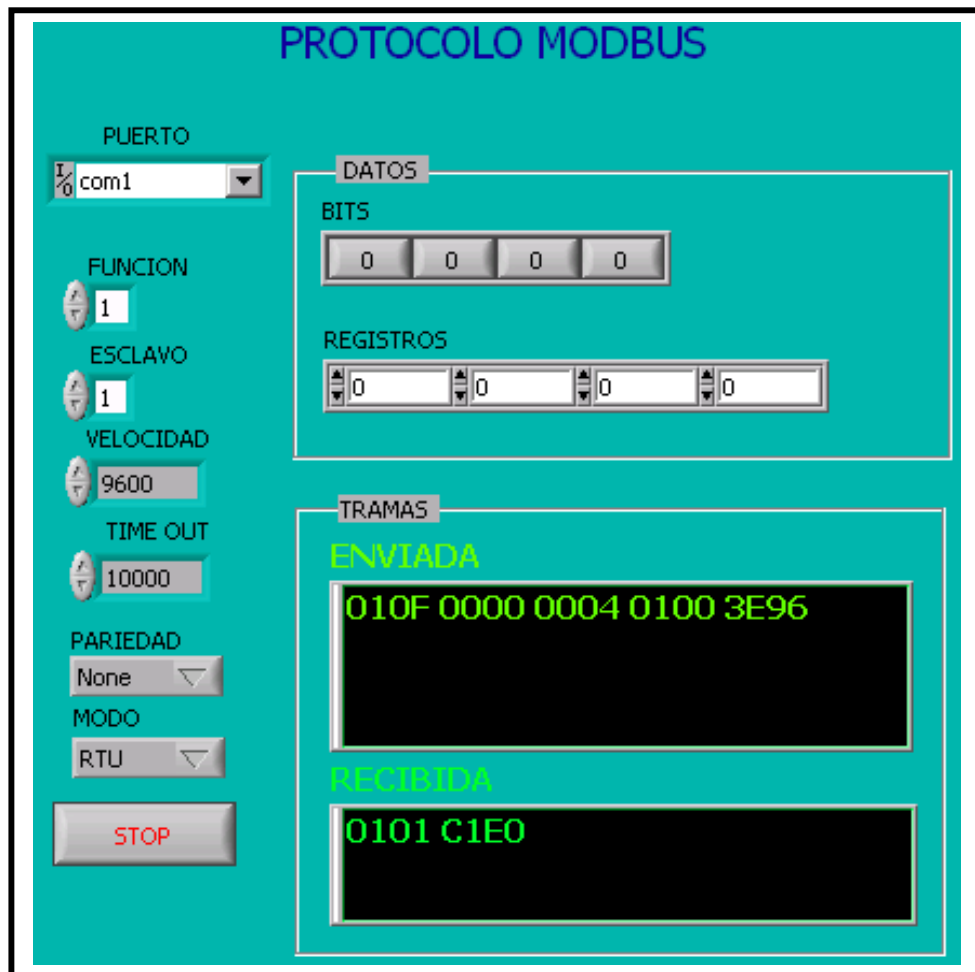 PROTOCOLO MODBUS
PUERTO
I/O com1
FUNCION
1
ESCLAVO
1
VELOCIDAD
9600
TIME OUT
10000
PARIEDAD
None
MODO
RTU
STOP
DATOS
BITS
0 0 0 0
REGISTROS
0 0 0 0
TRAMAS
ENVIADA
010F 0000 0004 0100 3E96
RECIBIDA
0101 C1E0